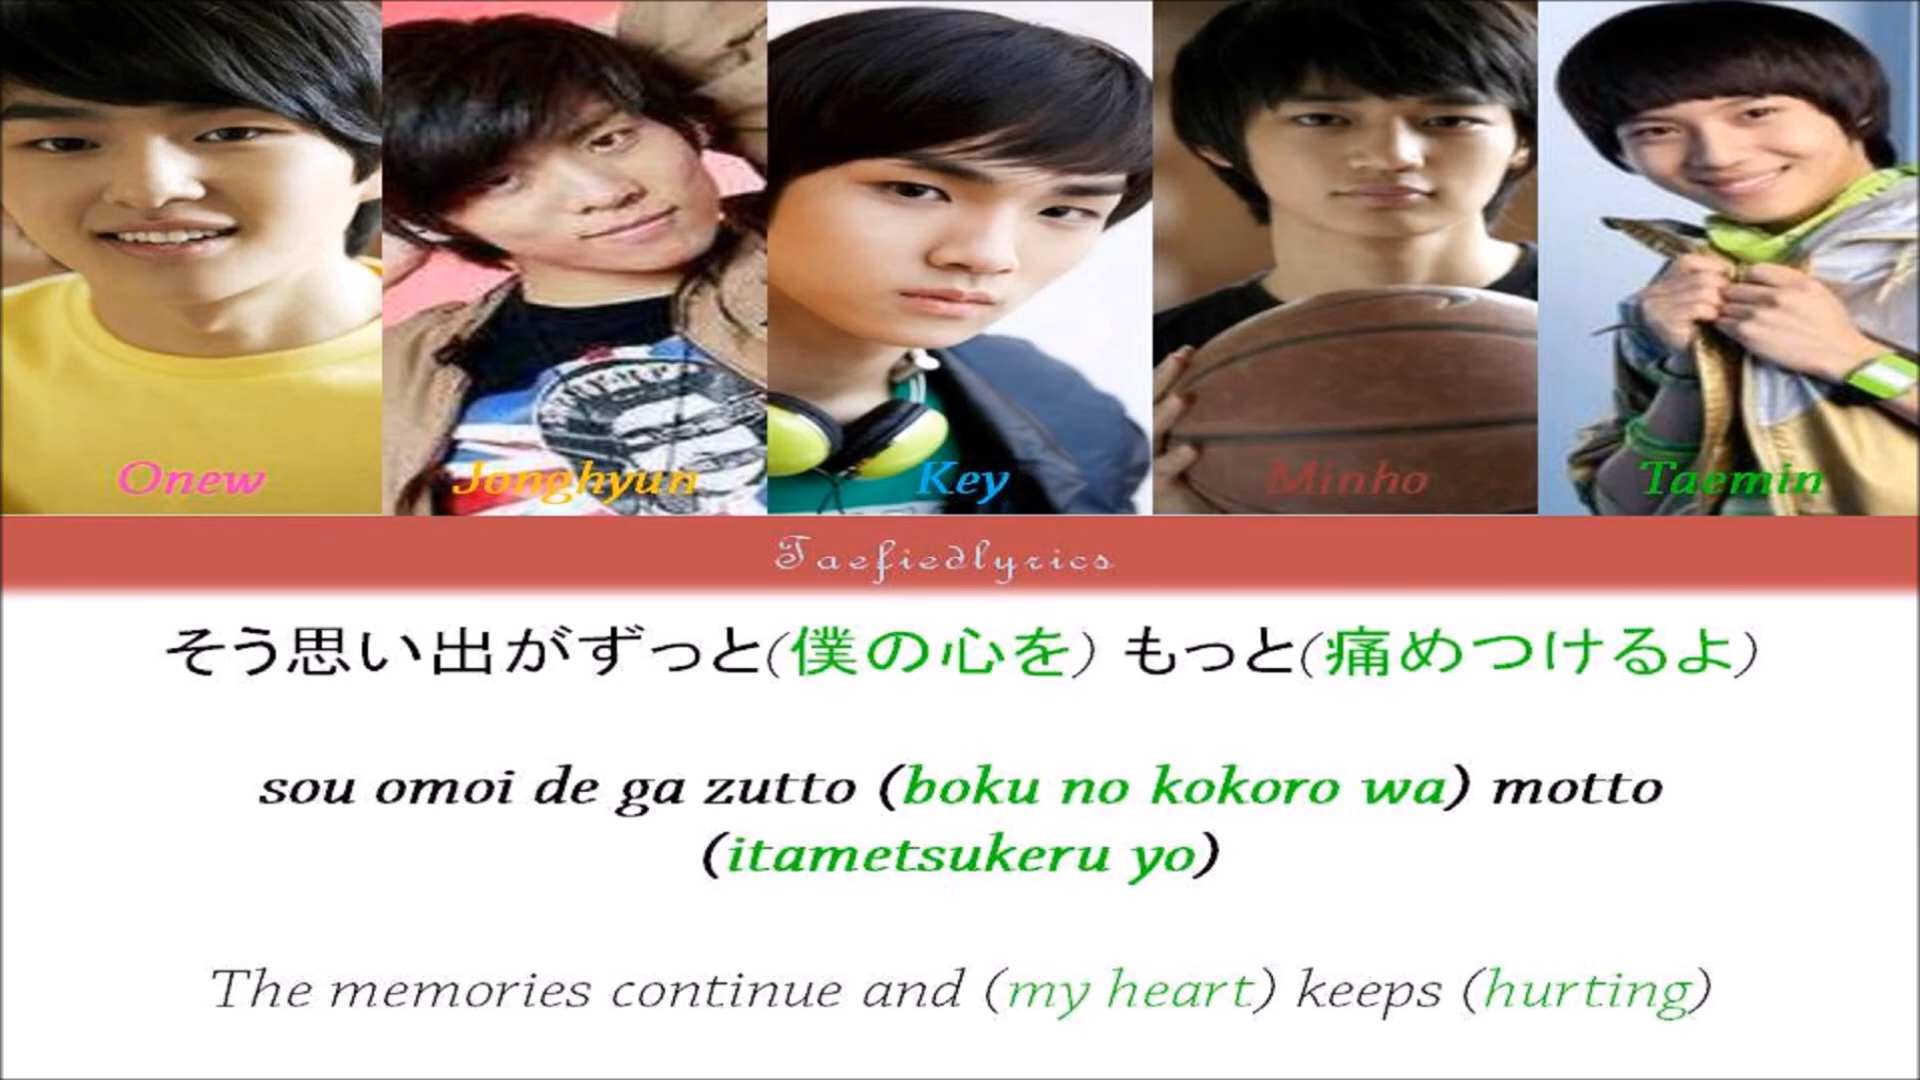 Onew Jonghyun Key Minho Taemin
Taefiedlyrics
そう思い出がずっと(僕の心を) もっと(痛めつけるよ)
sou omoi de ga zutto (boku no kokoro wa) motto
(itametsukeru yo)
The memories continue and (my heart) keeps (hurting)